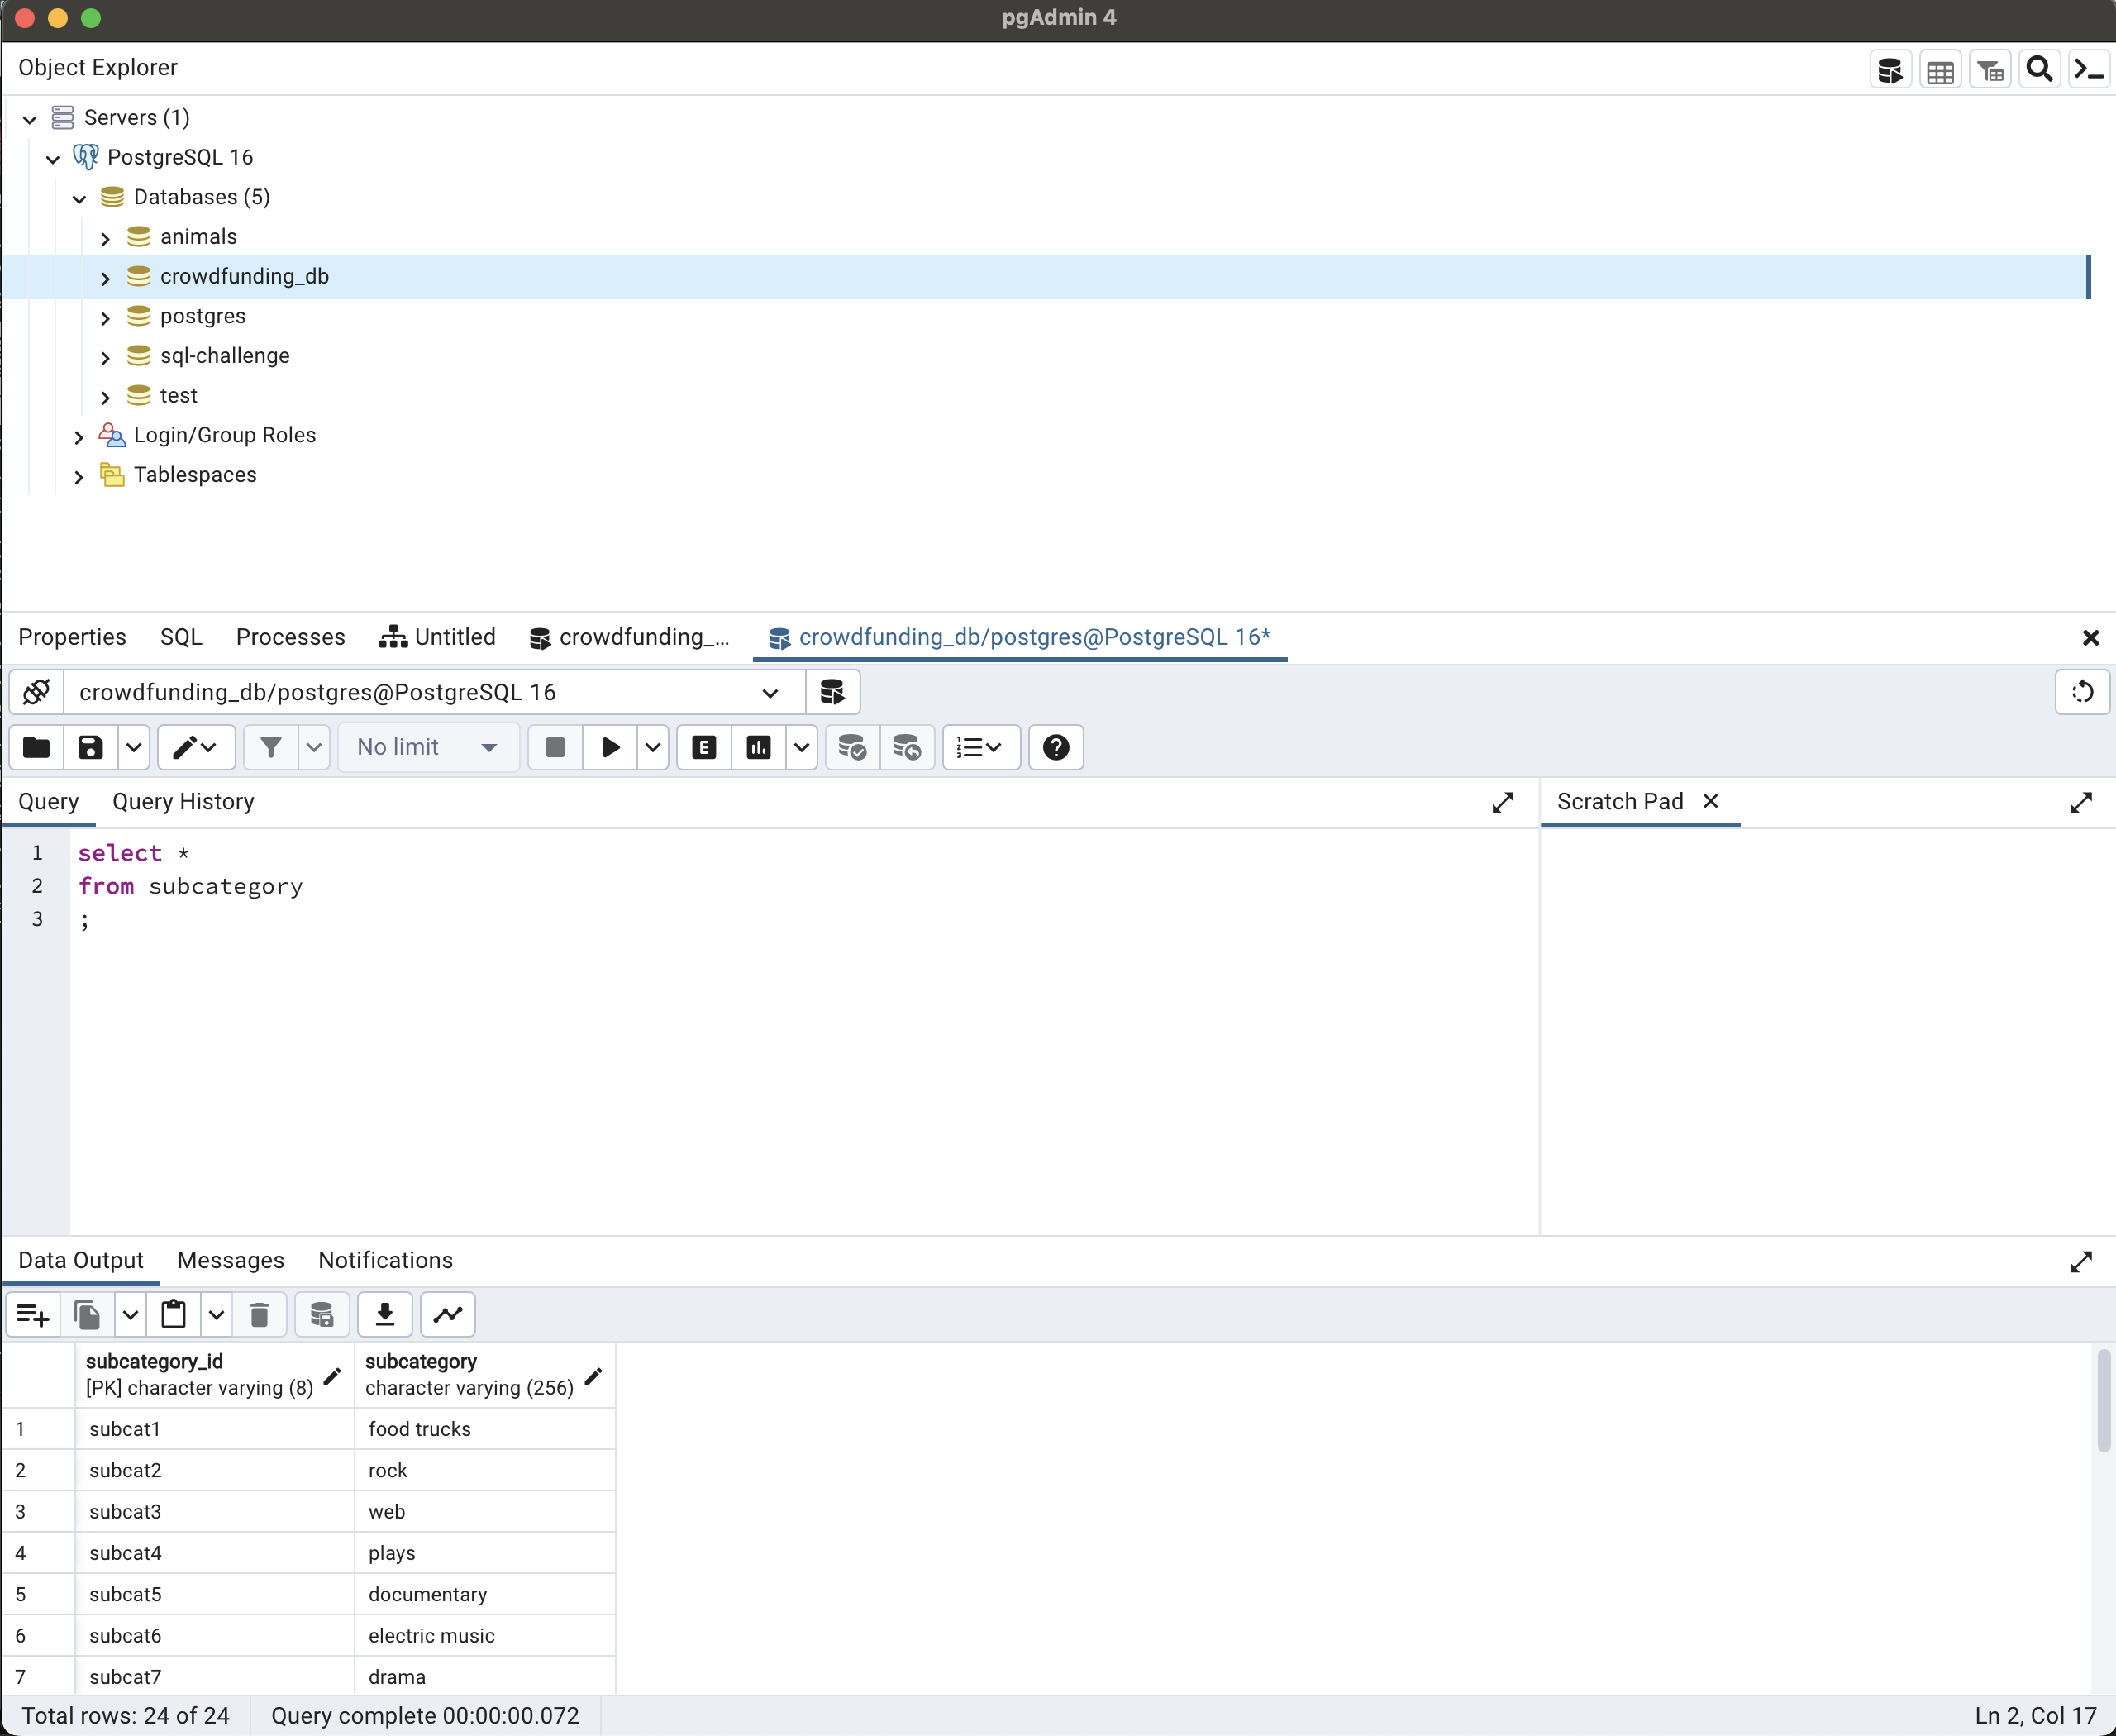 pgAdmin 4
Object Explorer
Servers (1)
PostgreSQL 16
Databases (5)
animals
crowdfunding_db
postgres
sql-challenge
test
Login/Group Roles
Tablespaces
Properties SQL Processes Untitled crowdfunding_... crowdfunding_db/postgres@PostgreSQL 16*
crowdfunding_db/postgres@PostgreSQL 16
No limit E
Query Query History Scratch Pad
1 select *
2 from subcategory
3 ;
Data Output Messages Notifications
subcategory_id subcategory
[PK] character varying (8) character varying (256)
1 subcat1 food trucks
2 subcat2 rock
3 subcat3 web
4 subcat4 plays
5 subcat5 documentary
6 subcat6 electric music
7 subcat7 drama
Total rows: 24 of 24 Query complete 00:00:00.072 Ln 2, Col 17